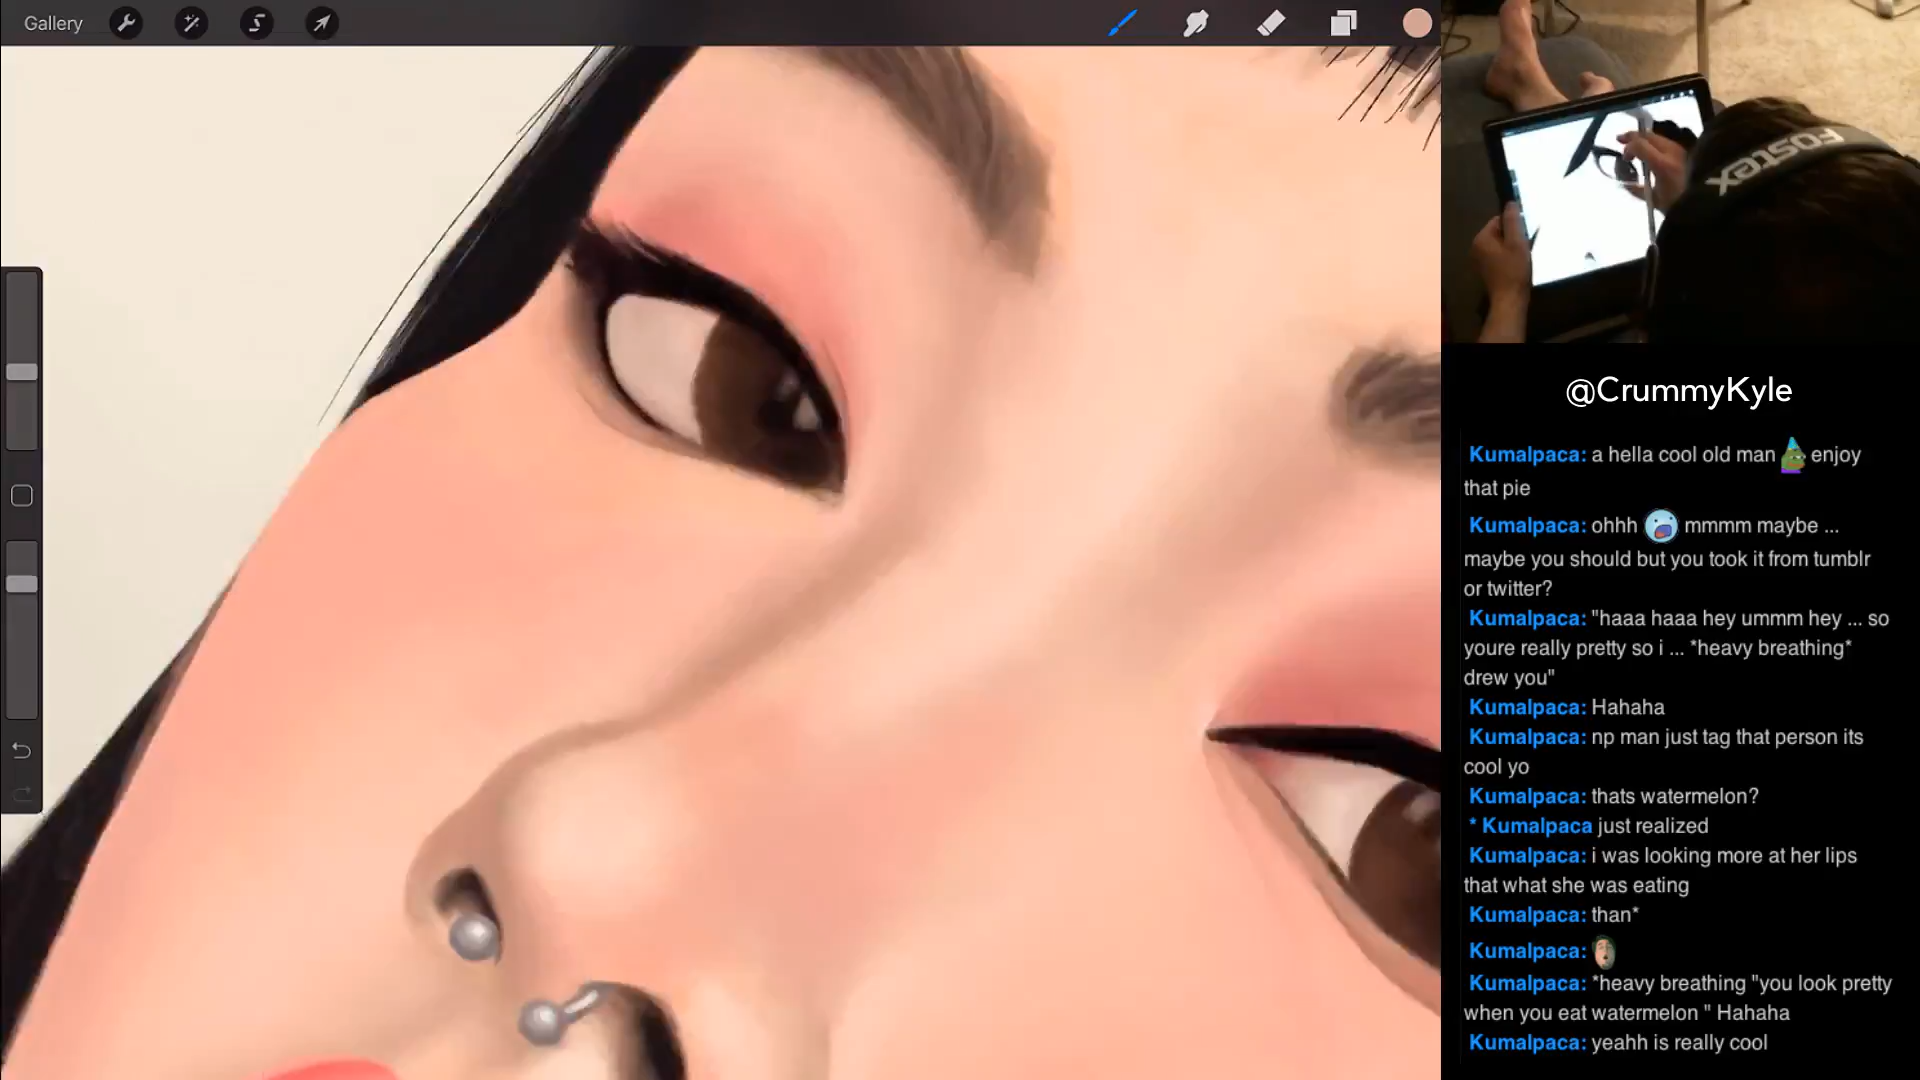 Gallery
FOSTEX
@CrummyKyle
Kumalpaca: a hella cool old man enjoy
that pie
Kumalpaca: ohhh mmmm maybe ...
maybe you should but you took it from tumblr
or twitter?
Kumalpaca: "haaa haaa hey ummm hey ... so
youre really pretty so i ... *heavy breathing*
drew you"
Kumalpaca: Hahaha
Kumalpaca: np man just tag that person its
cool yo
Kumalpaca: thats watermelon?
* Kumalpaca just realized
Kumalpaca: i was looking more at her lips
that what she was eating
Kumalpaca: than*
Kumalpaca:
Kumalpaca: *heavy breathing "you look pretty
when you eat watermelon " Hahaha
Kumalpaca: yeahh is really cool